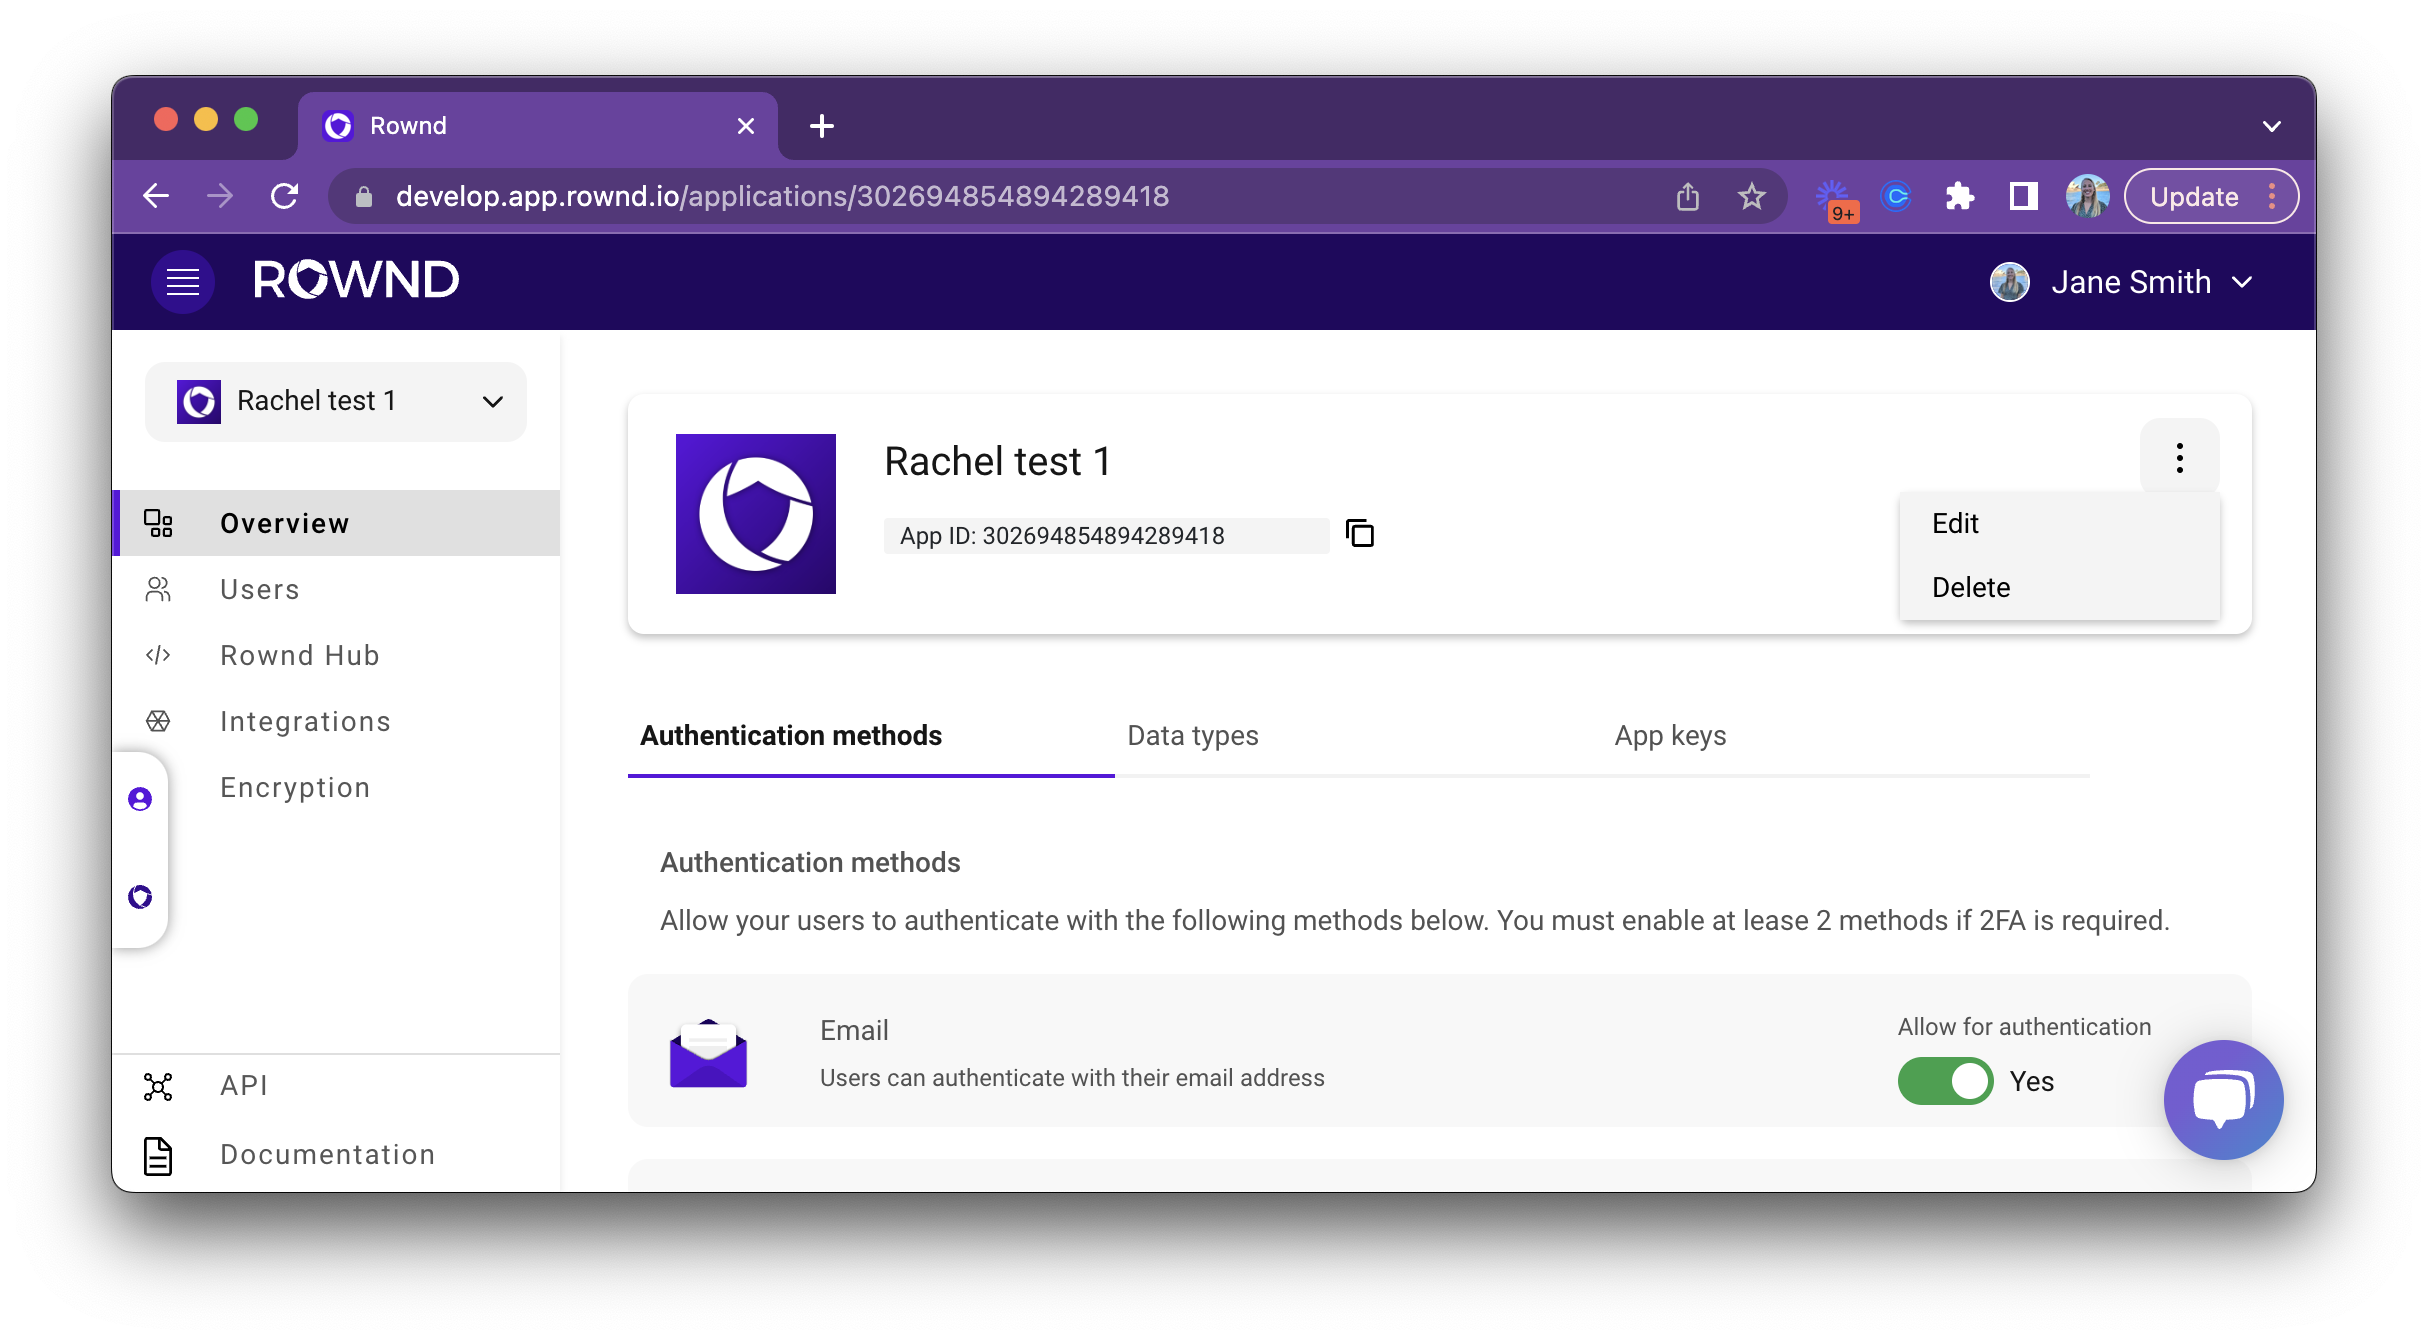 Rownd
develop.app.rownd.io/applications/302694854894289418
9+
Update
ROWND
Jane Smith
Rachel test 1
Overview
Users
Rownd Hub
Integrations
Encryption
API
Documentation
Rachel test 1
App ID: 302694854894289418
Edit
Delete
Authentication methods
Data types
App keys
Authentication methods
Allow your users to authenticate with the following methods below. You must enable at lease 2 methods if 2FA is required.
Email
Users can authenticate with their email address
Allow for authentication
Yes